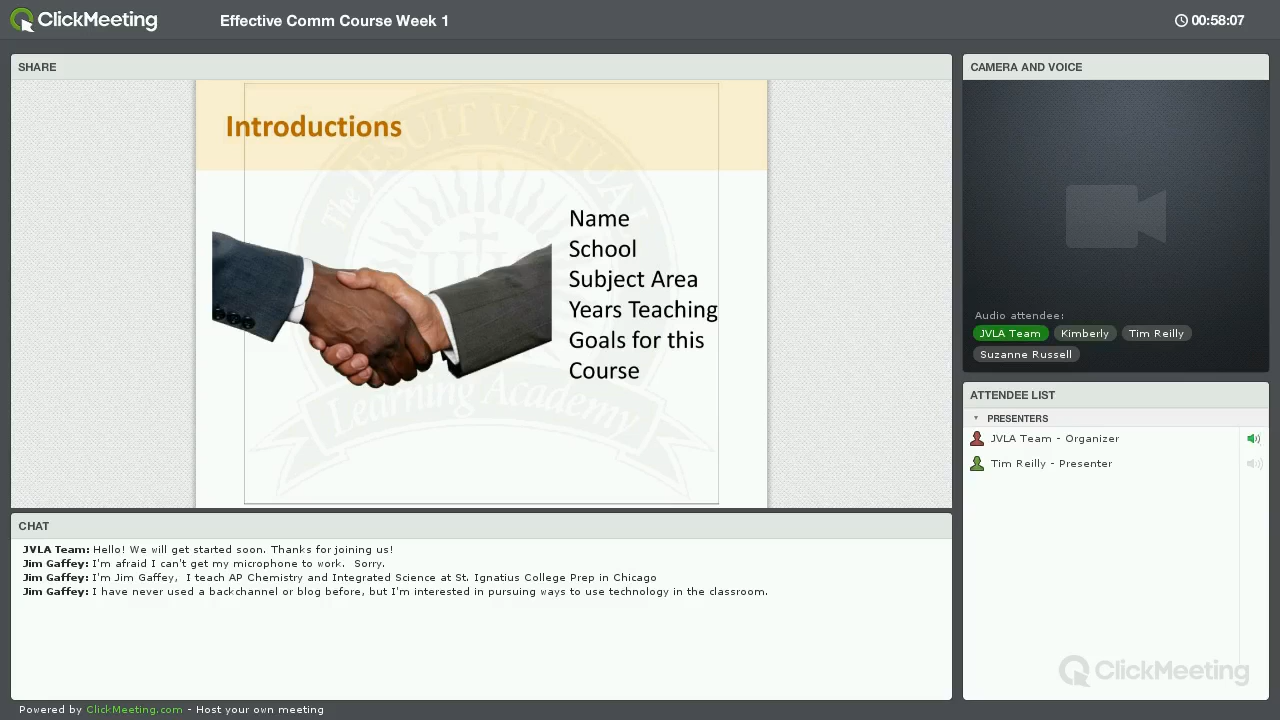 ClickMeeting
Effective Comm Course Week 1
00:58:07
SHARE
Introductions
The JESUIT VIRTUAL
Learning Academy
Name
School
Subject Area
Years Teaching
Goals for this
Course
CHAT
JVLA Team: Hello! We will get started soon. Thanks for joining us!
Jim Gaffey: I'm afraid I can't get my microphone to work.  Sorry.
Jim Gaffey: I'm Jim Gaffey,  I teach AP Chemistry and Integrated Science at St. Ignatius College Prep in Chicago
Jim Gaffey: I have never used a backchannel or blog before, but I'm interested in pursuing ways to use technology in the classroom.
CAMERA AND VOICE
Audio attendee:
JVLA Team Kimberly Tim Reilly
Suzanne Russell
ATTENDEE LIST
PRESENTERS
JVLA Team - Organizer
Tim Reilly - Presenter
ClickMeeting
Powered by ClickMeeting.com - Host your own meeting